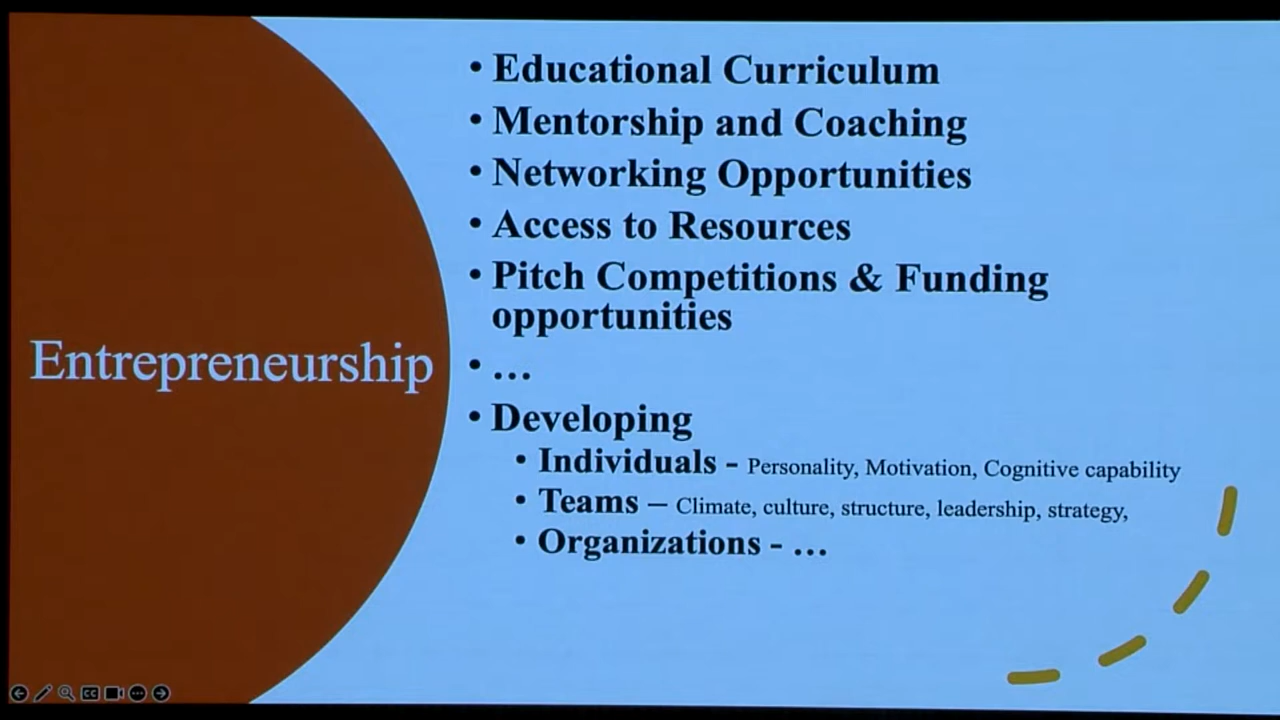 Entrepreneurship
• Educational Curriculum
• Mentorship and Coaching
• Networking Opportunities
• Access to Resources
• Pitch Competitions & Funding
opportunities
• …
• Developing
• Individuals - Personality, Motivation, Cognitive capability
• Teams – Climate, culture, structure, leadership, strategy,
• Organizations - …
CC